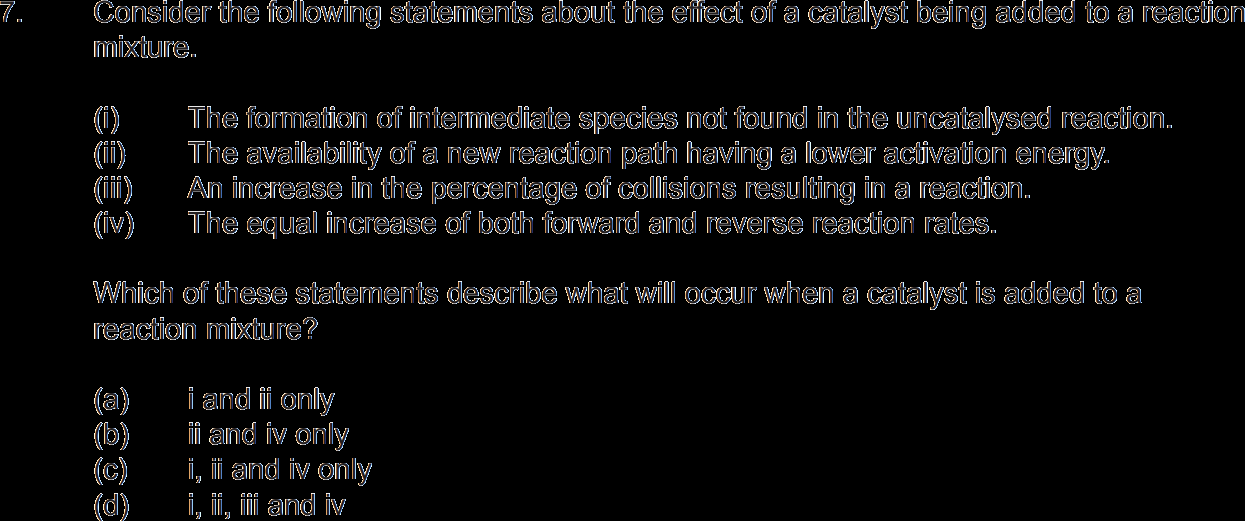 7. Consider the following statements about the effect of a catalyst being added to a reaction
mixture.
(i) The formation of intermediate species not found in the uncatalysed reaction.
(ii) The availability of a new reaction path having a lower activation energy.
(iii) An increase in the percentage of collisions resulting in a reaction.
(iv) The equal increase of both forward and reverse reaction rates.
Which of these statements describe what will occur when a catalyst is added to a
reaction mixture?
(a) i and ii only
(b) ii and iv only
(c) i, ii and iv only
(d) i, ii, iii and iv